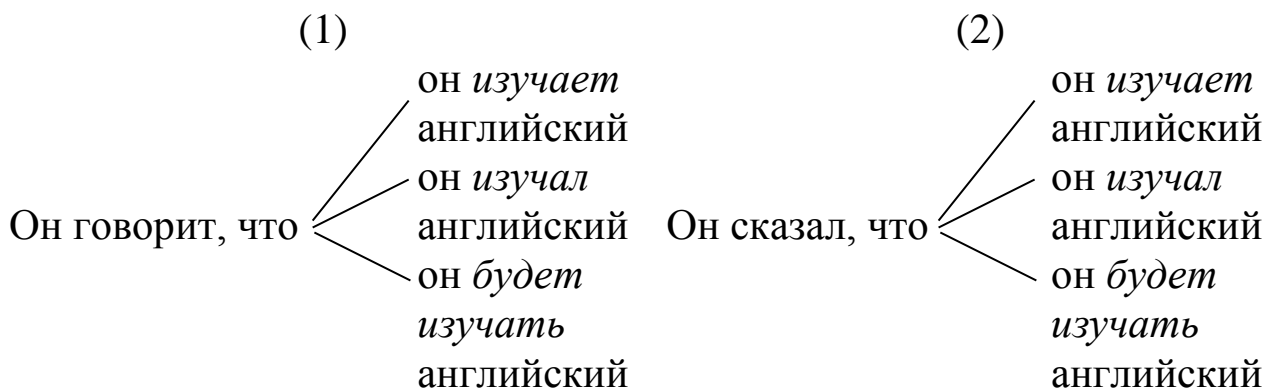 (1)
он изучает
английский
он изучал
Он говорит, что
английский
он будет
изучать
английский
(2)
он изучает
английский
он изучал
Он сказал, что
английский
он будет
изучать
английский